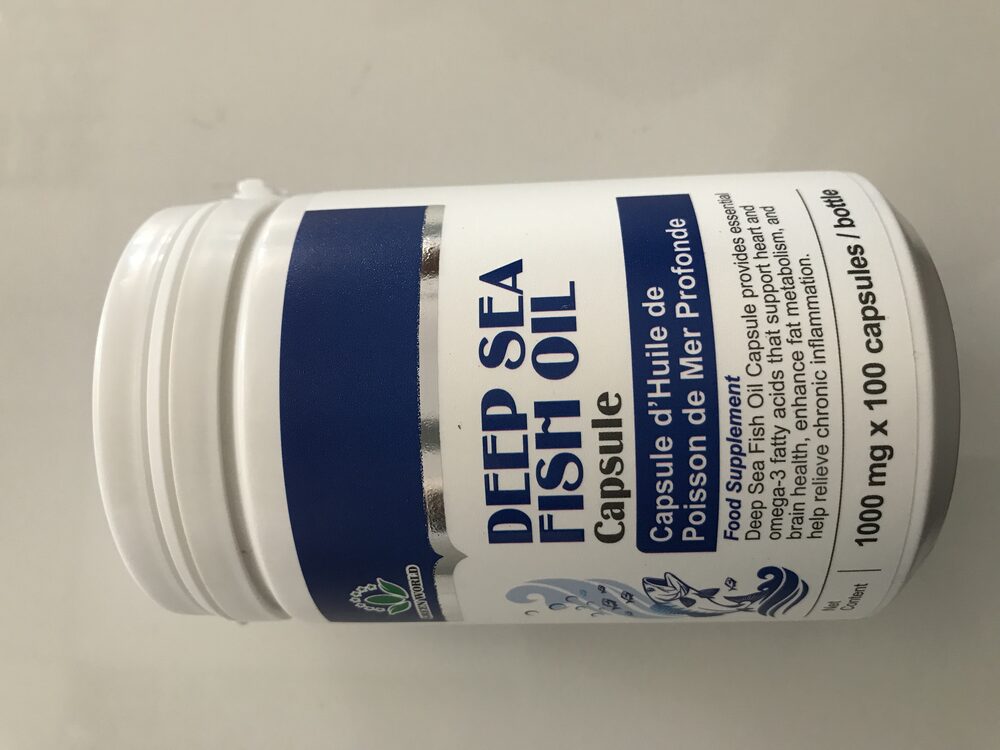 GREEN WORLD
DEEP SEA
FISH OIL
Capsule
Capsule d'Huile de
Poisson de Mer Profonde
Food Supplement
Deep Sea Fish Oil Capsule provides essential
omega-3 fatty acids that support heart and
brain health, enhance fat metabolism, and
help relieve chronic inflammation.
Net
Content
1000 mg x 100 capsules / bottle